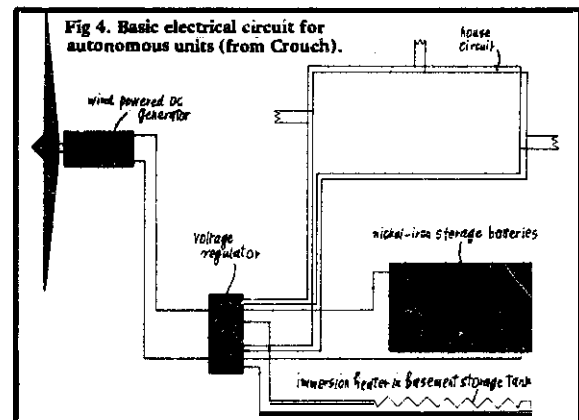 Fig 4. Basic electrical circuit for
autonomous units (from Crouch).
house
circuit
wind powered DC
generator
voltage
regulator
nickel-iron storage batteries
immersion heater in basement storage tank